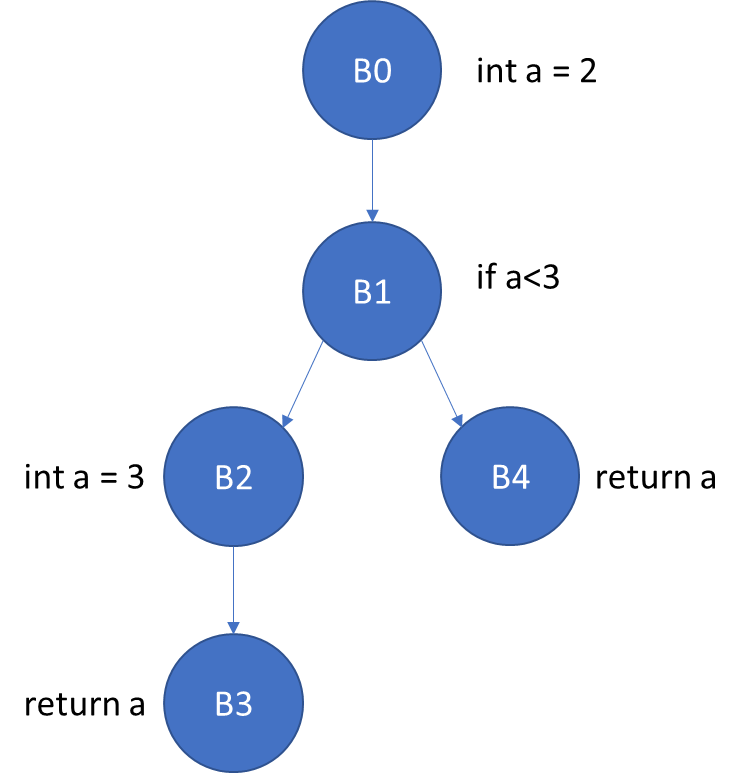 B0
int a = 2
B1
if a<3
int a = 3
B2
B4
return a
return a
B3